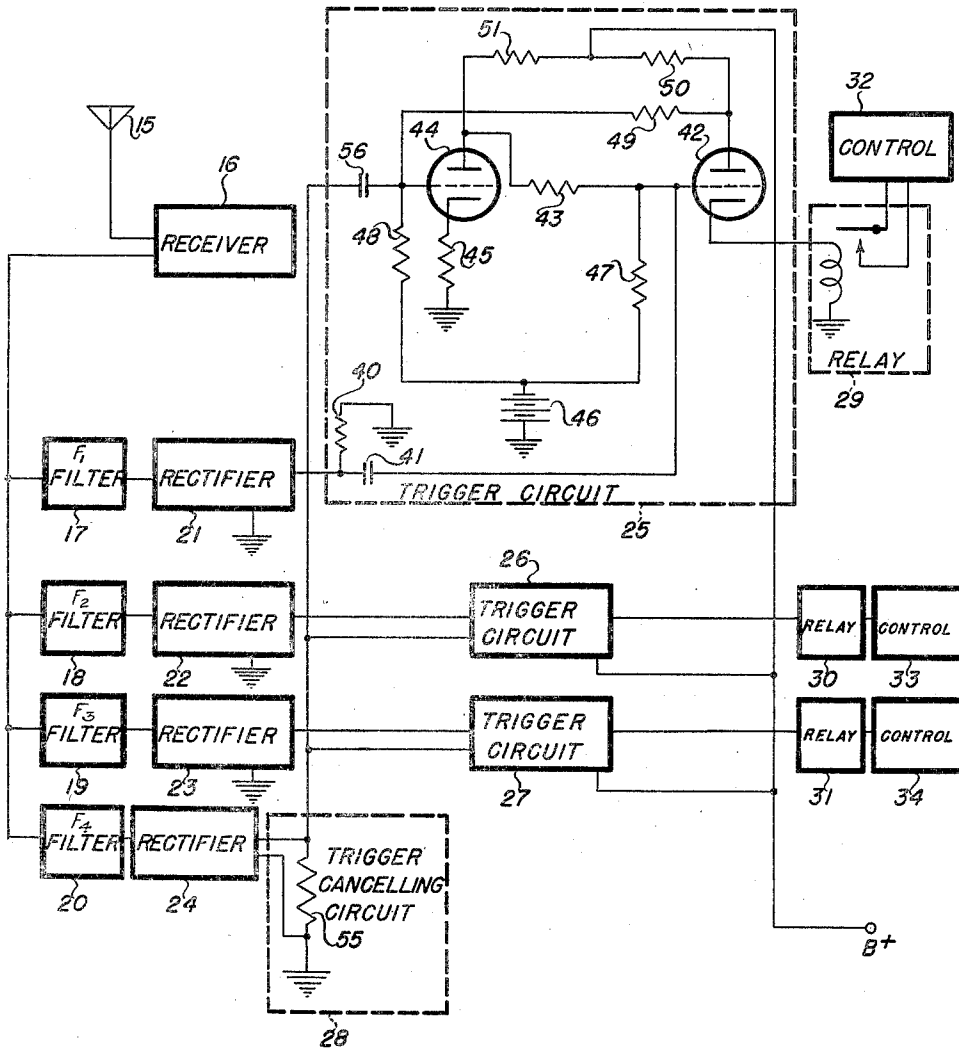 51
50
32
15
44
49
42
CONTROL
56
16
43
RECEIVER
48
45
47
40
46
RELAY
29
41
F1
FILTER
RECTIFIER
TRIGGER CIRCUIT
17
21
25
26
F2
FILTER
RECTIFIER
TRIGGER
CIRCUIT
RELAY
CONTROL
18
22
30
33
F3
FILTER
RECTIFIER
TRIGGER
CIRCUIT
RELAY
CONTROL
19
23
27
31
34
F4
FILTER
RECTIFIER
TRIGGER
CANCELLING
CIRCUIT
20
24
55
B+
28